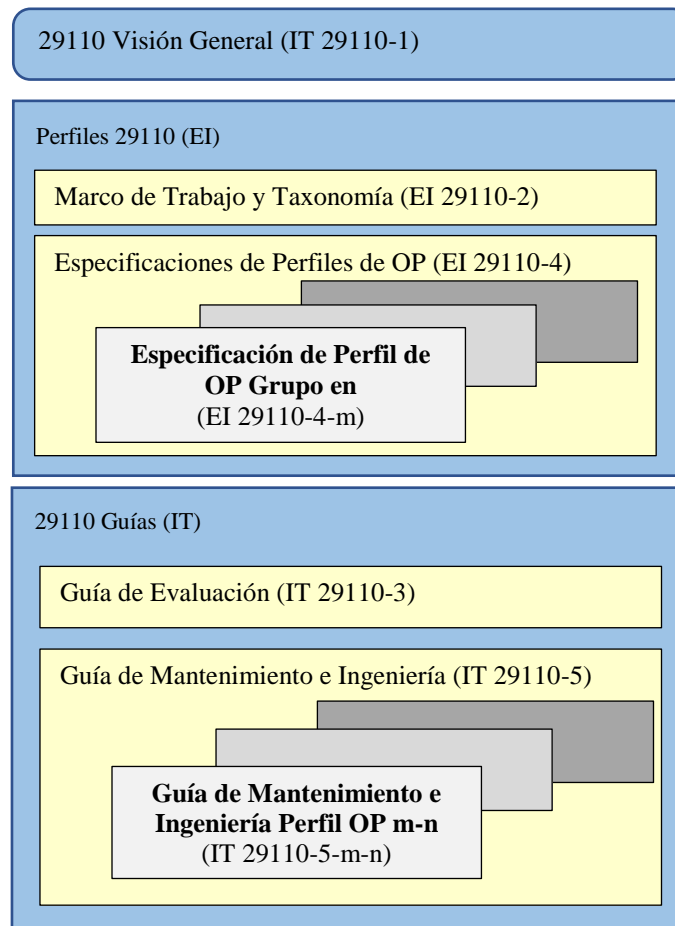 29110 Visión General (IT 29110-1)
Perfiles 29110 (EI)
Marco de Trabajo y Taxonomía (EI 29110-2)
Especificaciones de Perfiles de OP (EI 29110-4)
Especificación de Perfil de
OP Grupo en
(EI 29110-4-m)
29110 Guías (IT)
Guía de Evaluación (IT 29110-3)
Guía de Mantenimiento e Ingeniería (IT 29110-5)
Guía de Mantenimiento e
Ingeniería Perfil OP m-n
(IT 29110-5-m-n)